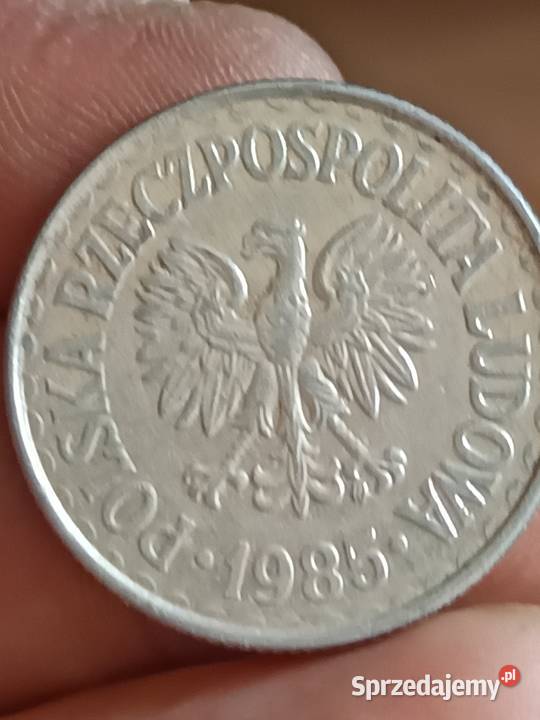 POLSKA RZECZPOSPOLITA LUDOWA
· 1985 ·
Sprzedajemy.pl